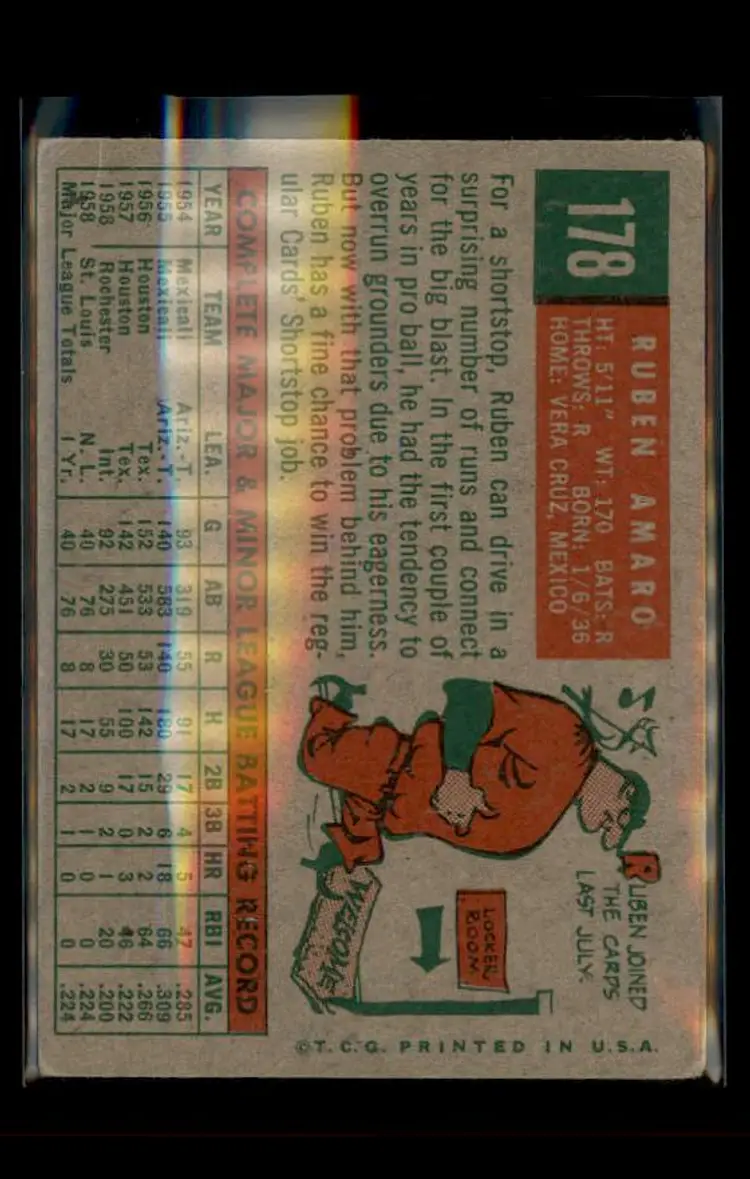 178
RUBEN AMARO
HT: 5'11" WT: 170 BATS: R
THROWS: R BORN: 1/6/36
HOME: VERA CRUZ, MEXICO
For a shortstop, Ruben can drive in a
surprising number of runs and connect
for the big blast. In the first couple of
years in pro ball, he had the tendency to
overrun grounders due to his eagerness.
But now with that problem behind him,
Ruben has a fine chance to win the reg-
ular Cards' Shortstop job.
RUBEN JOINED
THE CARDS
LAST JULY.
LOCKER
ROOM
WELCOME
COMPLETE MAJOR & MINOR LEAGUE BATTING RECORD
YEAR TEAM LEA. G AB R H 2B 3B HR RBI AVG.
1954 Mexicali Ariz.-T. 93 319 55 91 17 4 5 47 .285
1955 Mexicali Ariz.-T. 140 583 140 180 29 6 18 66 .309
1956 Houston Tex. 152 533 53 142 15 2 2 64 .266
1957 Houston Tex. 142 451 50 100 17 0 3 46 .222
1958 Rochester Int. 92 275 30 55 9 2 1 20 .200
1958 St. Louis N.L. 40 76 8 17 2 1 0 0 .224
Major League Totals 1 Yr. 40 76 8 17 2 1 0 0 .224
©T.C.G. PRINTED IN U.S.A.